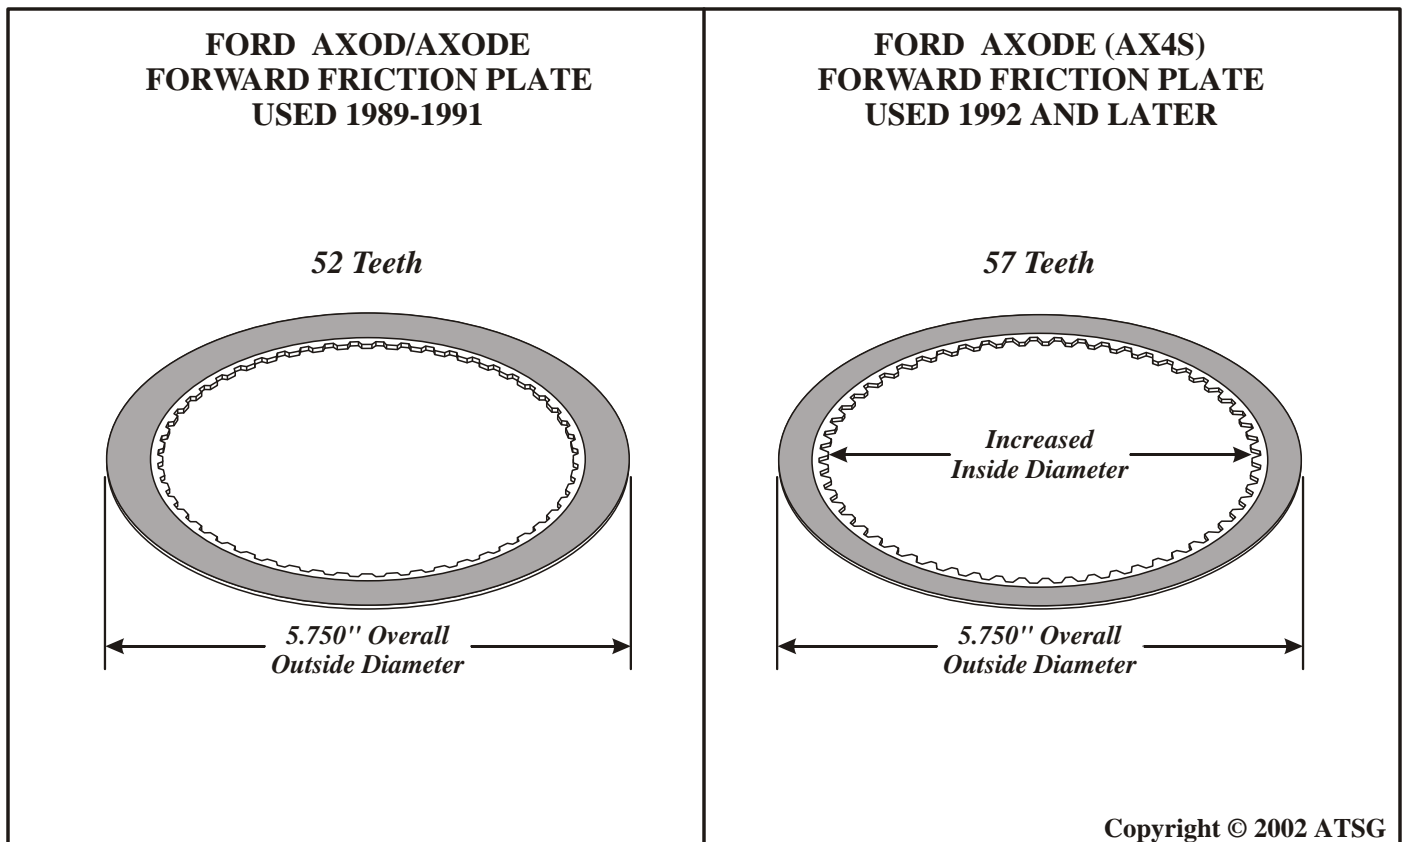 FORD AXOD/AXODE
FORWARD FRICTION PLATE
USED 1989-1991
52 Teeth
5.750" Overall
Outside Diameter
FORD AXODE (AX4S)
FORWARD FRICTION PLATE
USED 1992 AND LATER
57 Teeth
Increased
Inside Diameter
5.750" Overall
Outside Diameter
Copyright © 2002 ATSG